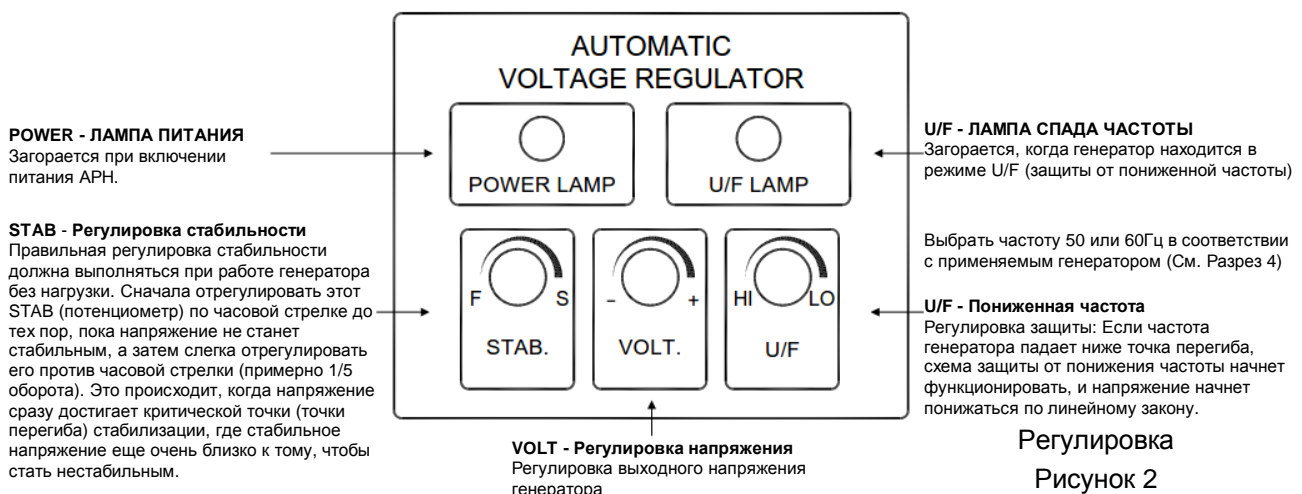 AUTOMATIC
VOLTAGE REGULATOR
POWER LAMP
U/F LAMP
F S
STAB.
- +
VOLT.
HI LO
U/F
POWER - ЛАМПА ПИТАНИЯ
Загорается при включении
питания АРН.
STAB - Регулировка стабильности
Правильная регулировка стабильности
должна выполняться при работе генератора
без нагрузки. Сначала отрегулировать этот
STAB (потенциометр) по часовой стрелке до
тех пор, пока напряжение не станет
стабильным, а затем слегка отрегулировать
его против часовой стрелки (примерно 1/5
оборота). Это происходит, когда напряжение
сразу достигает критической точки (точки
перегиба) стабилизации, где стабильное
напряжение еще очень близко к тому, чтобы
стать нестабильным.
VOLT - Регулировка напряжения
Регулировка выходного напряжения
генератора
U/F - ЛАМПА СПАДА ЧАСТОТЫ
Загорается, когда генератор находится в
режиме U/F (защиты от пониженной частоты)
Выбрать частоту 50 или 60Гц в соответствии
с применяемым генератором (См. Разрез 4)
U/F - Пониженная частота
Регулировка защиты: Если частота
генератора падает ниже точка перегиба,
схема защиты от понижения частоты начнет
функционировать, и напряжение начнет
понижаться по линейному закону.
Регулировка
Рисунок 2